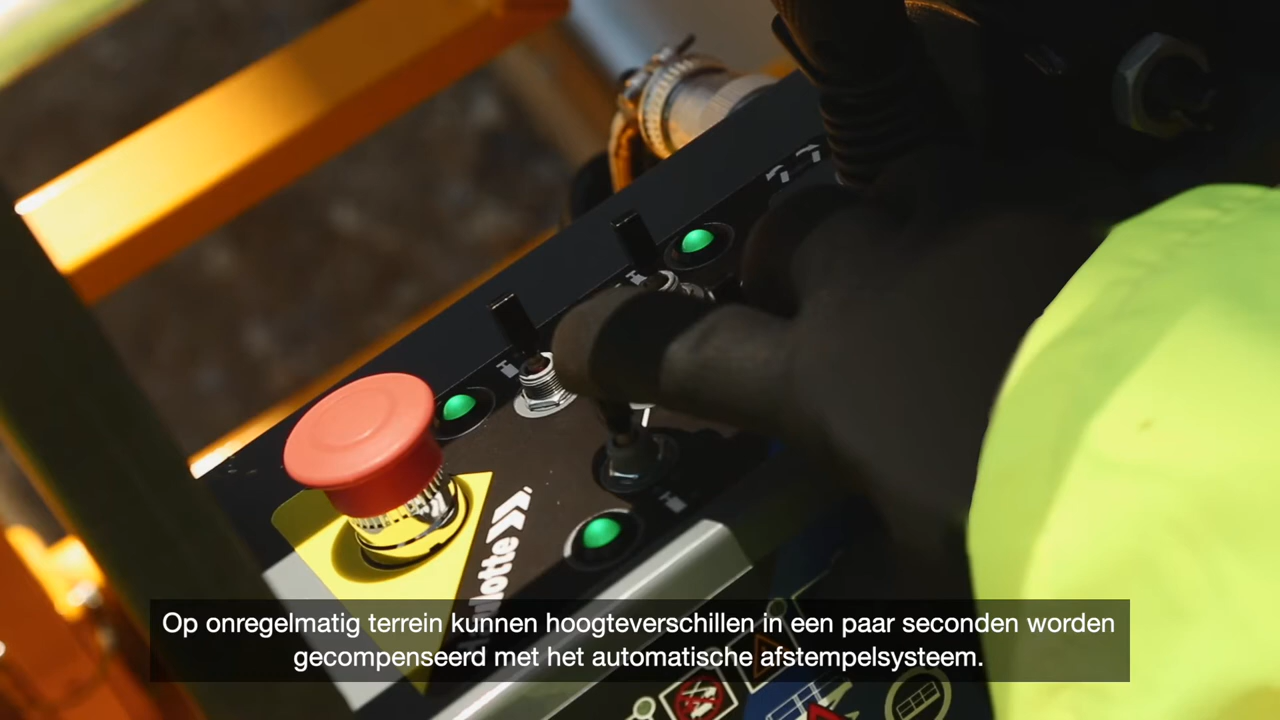 Op onregelmatig terrein kunnen hoogteverschillen in een paar seconden worden
gecompenseerd met het automatische afstempelsysteem.